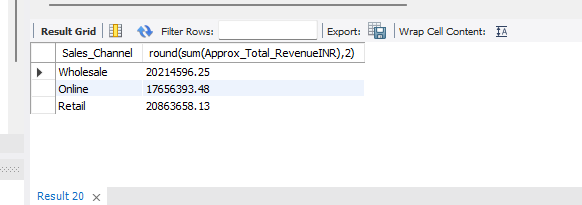 Result Grid Filter Rows: Export: Wrap Cell Content:
Sales_Channel round(sum(Approx_Total_RevenueINR),2)
Wholesale 20214596.25
Online 17656393.48
Retail 20863658.13
Result 20